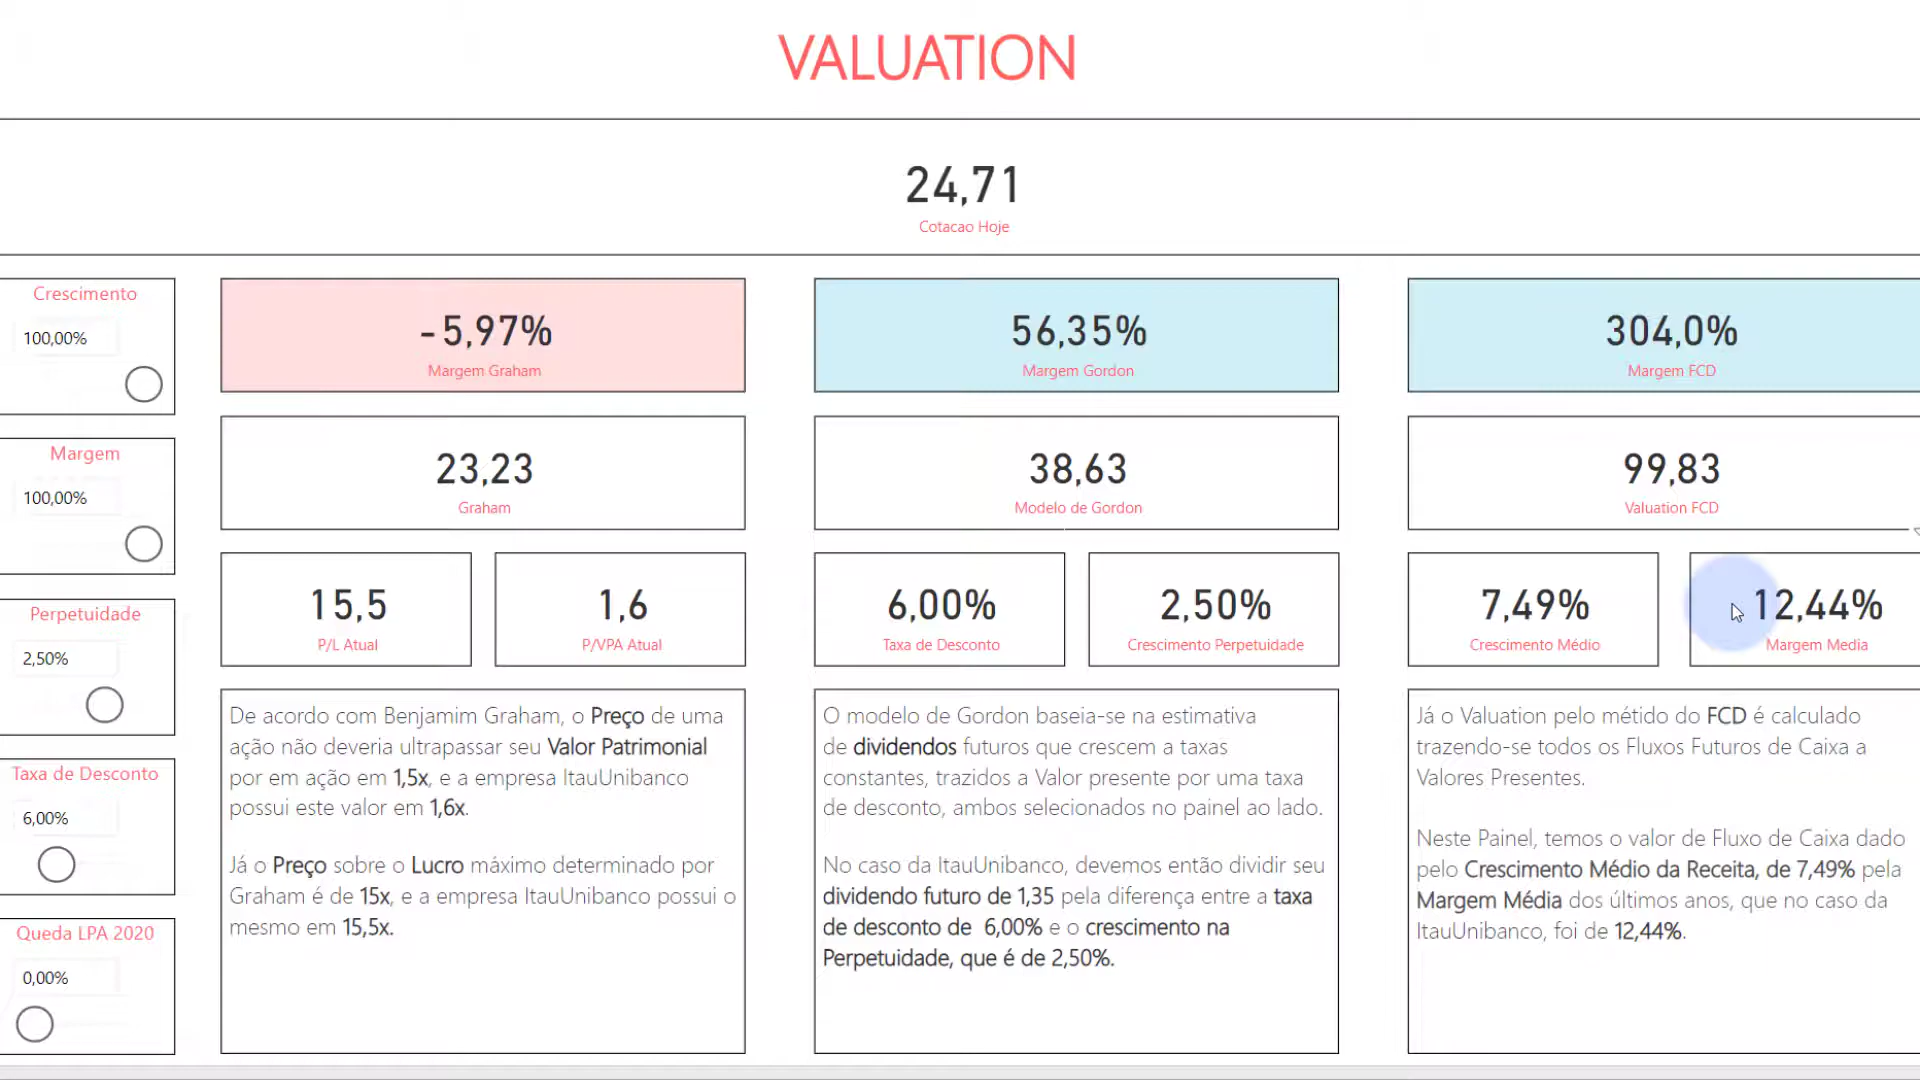 VALUATION
24,71
Cotacao Hoje
Crescimento
100,00%
Margem
100,00%
Perpetuidade
2,50%
Taxa de Desconto
6,00%
Queda LPA 2020
0,00%
-5,97%
Margem Graham
23,23
Graham
15,5
P/L Atual
1,6
P/VPA Atual
De acordo com Benjamim Graham, o Preço de uma
ação não deveria ultrapassar seu Valor Patrimonial
por em ação em 1,5x, e a empresa ItauUnibanco
possui este valor em 1,6x.
Já o Preço sobre o Lucro máximo determinado por
Graham é de 15x, e a empresa ItauUnibanco possui o
mesmo em 15,5x.
56,35%
Margem Gordon
38,63
Modelo de Gordon
6,00%
Taxa de Desconto
2,50%
Crescimento Perpetuidade
O modelo de Gordon baseia-se na estimativa
de dividendos futuros que crescem a taxas
constantes, trazidos a Valor presente por uma taxa
de desconto, ambos selecionados no painel ao lado.
No caso da ItauUnibanco, devemos então dividir seu
dividendo futuro de 1,35 pela diferença entre a taxa
de desconto de 6,00% e o crescimento na
Perpetuidade, que é de 2,50%.
304,0%
Margem FCD
99,83
Valuation FCD
7,49%
Crescimento Médio
12,44%
Margem Media
Já o Valuation pelo métido do FCD é calculado
trazendo-se todos os Fluxos Futuros de Caixa a
Valores Presentes.
Neste Painel, temos o valor de Fluxo de Caixa dado
pelo Crescimento Médio da Receita, de 7,49% pela
Margem Média dos últimos anos, que no caso da
ItauUnibanco, foi de 12,44%.